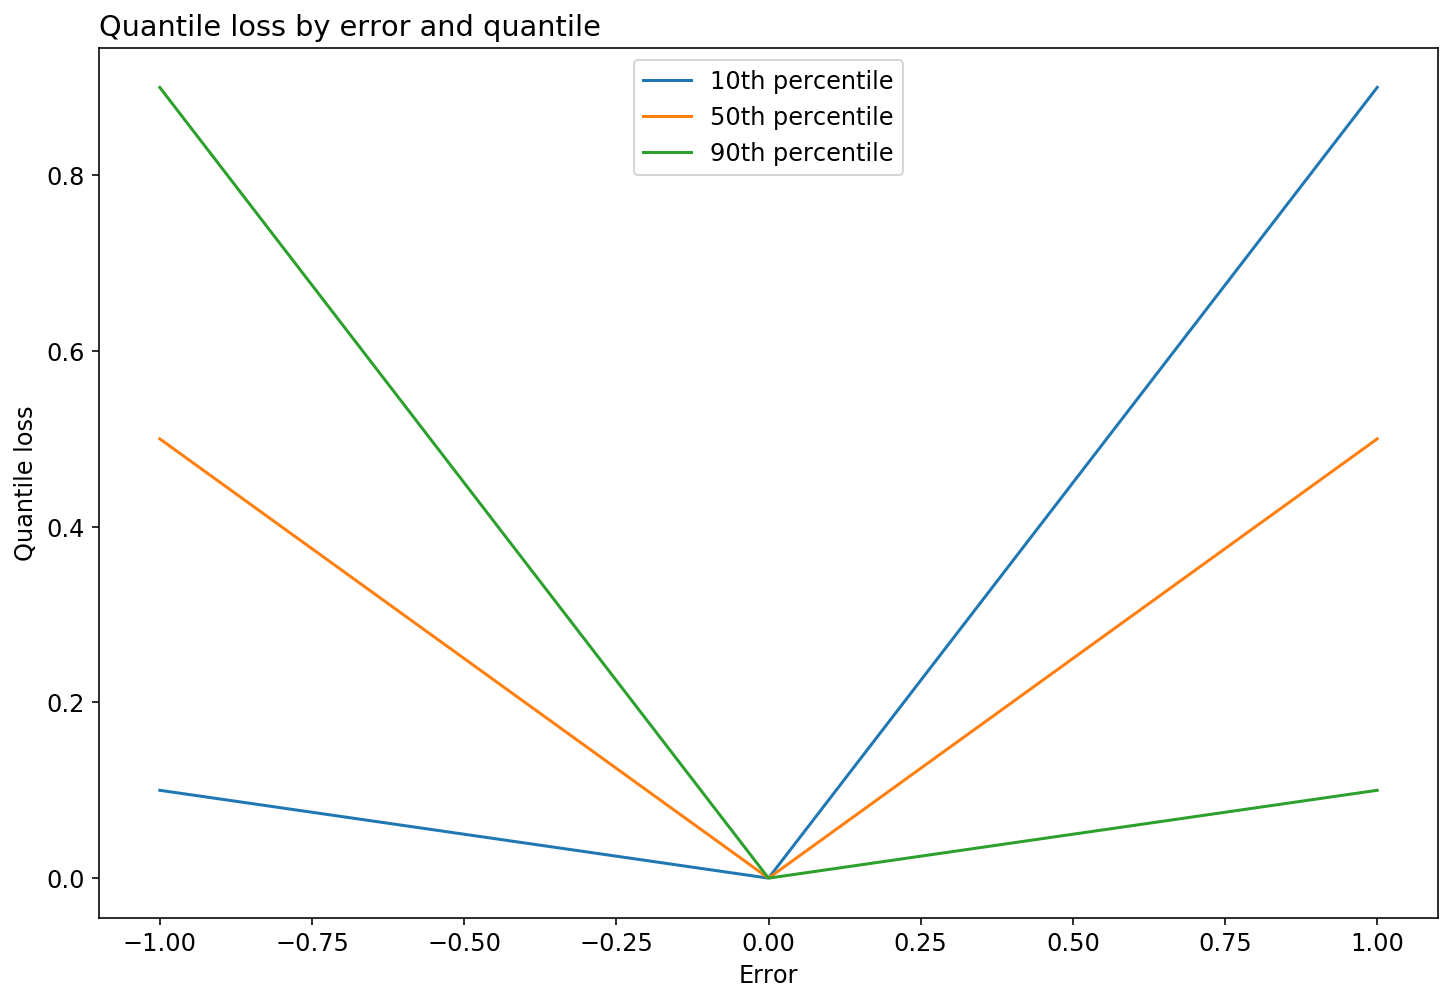 Quantile loss by error and quantile
10th percentile
50th percentile
90th percentile
Quantile loss
0.8
0.6
0.4
0.2
0.0
−1.00 −0.75 −0.50 −0.25 0.00 0.25 0.50 0.75 1.00
Error